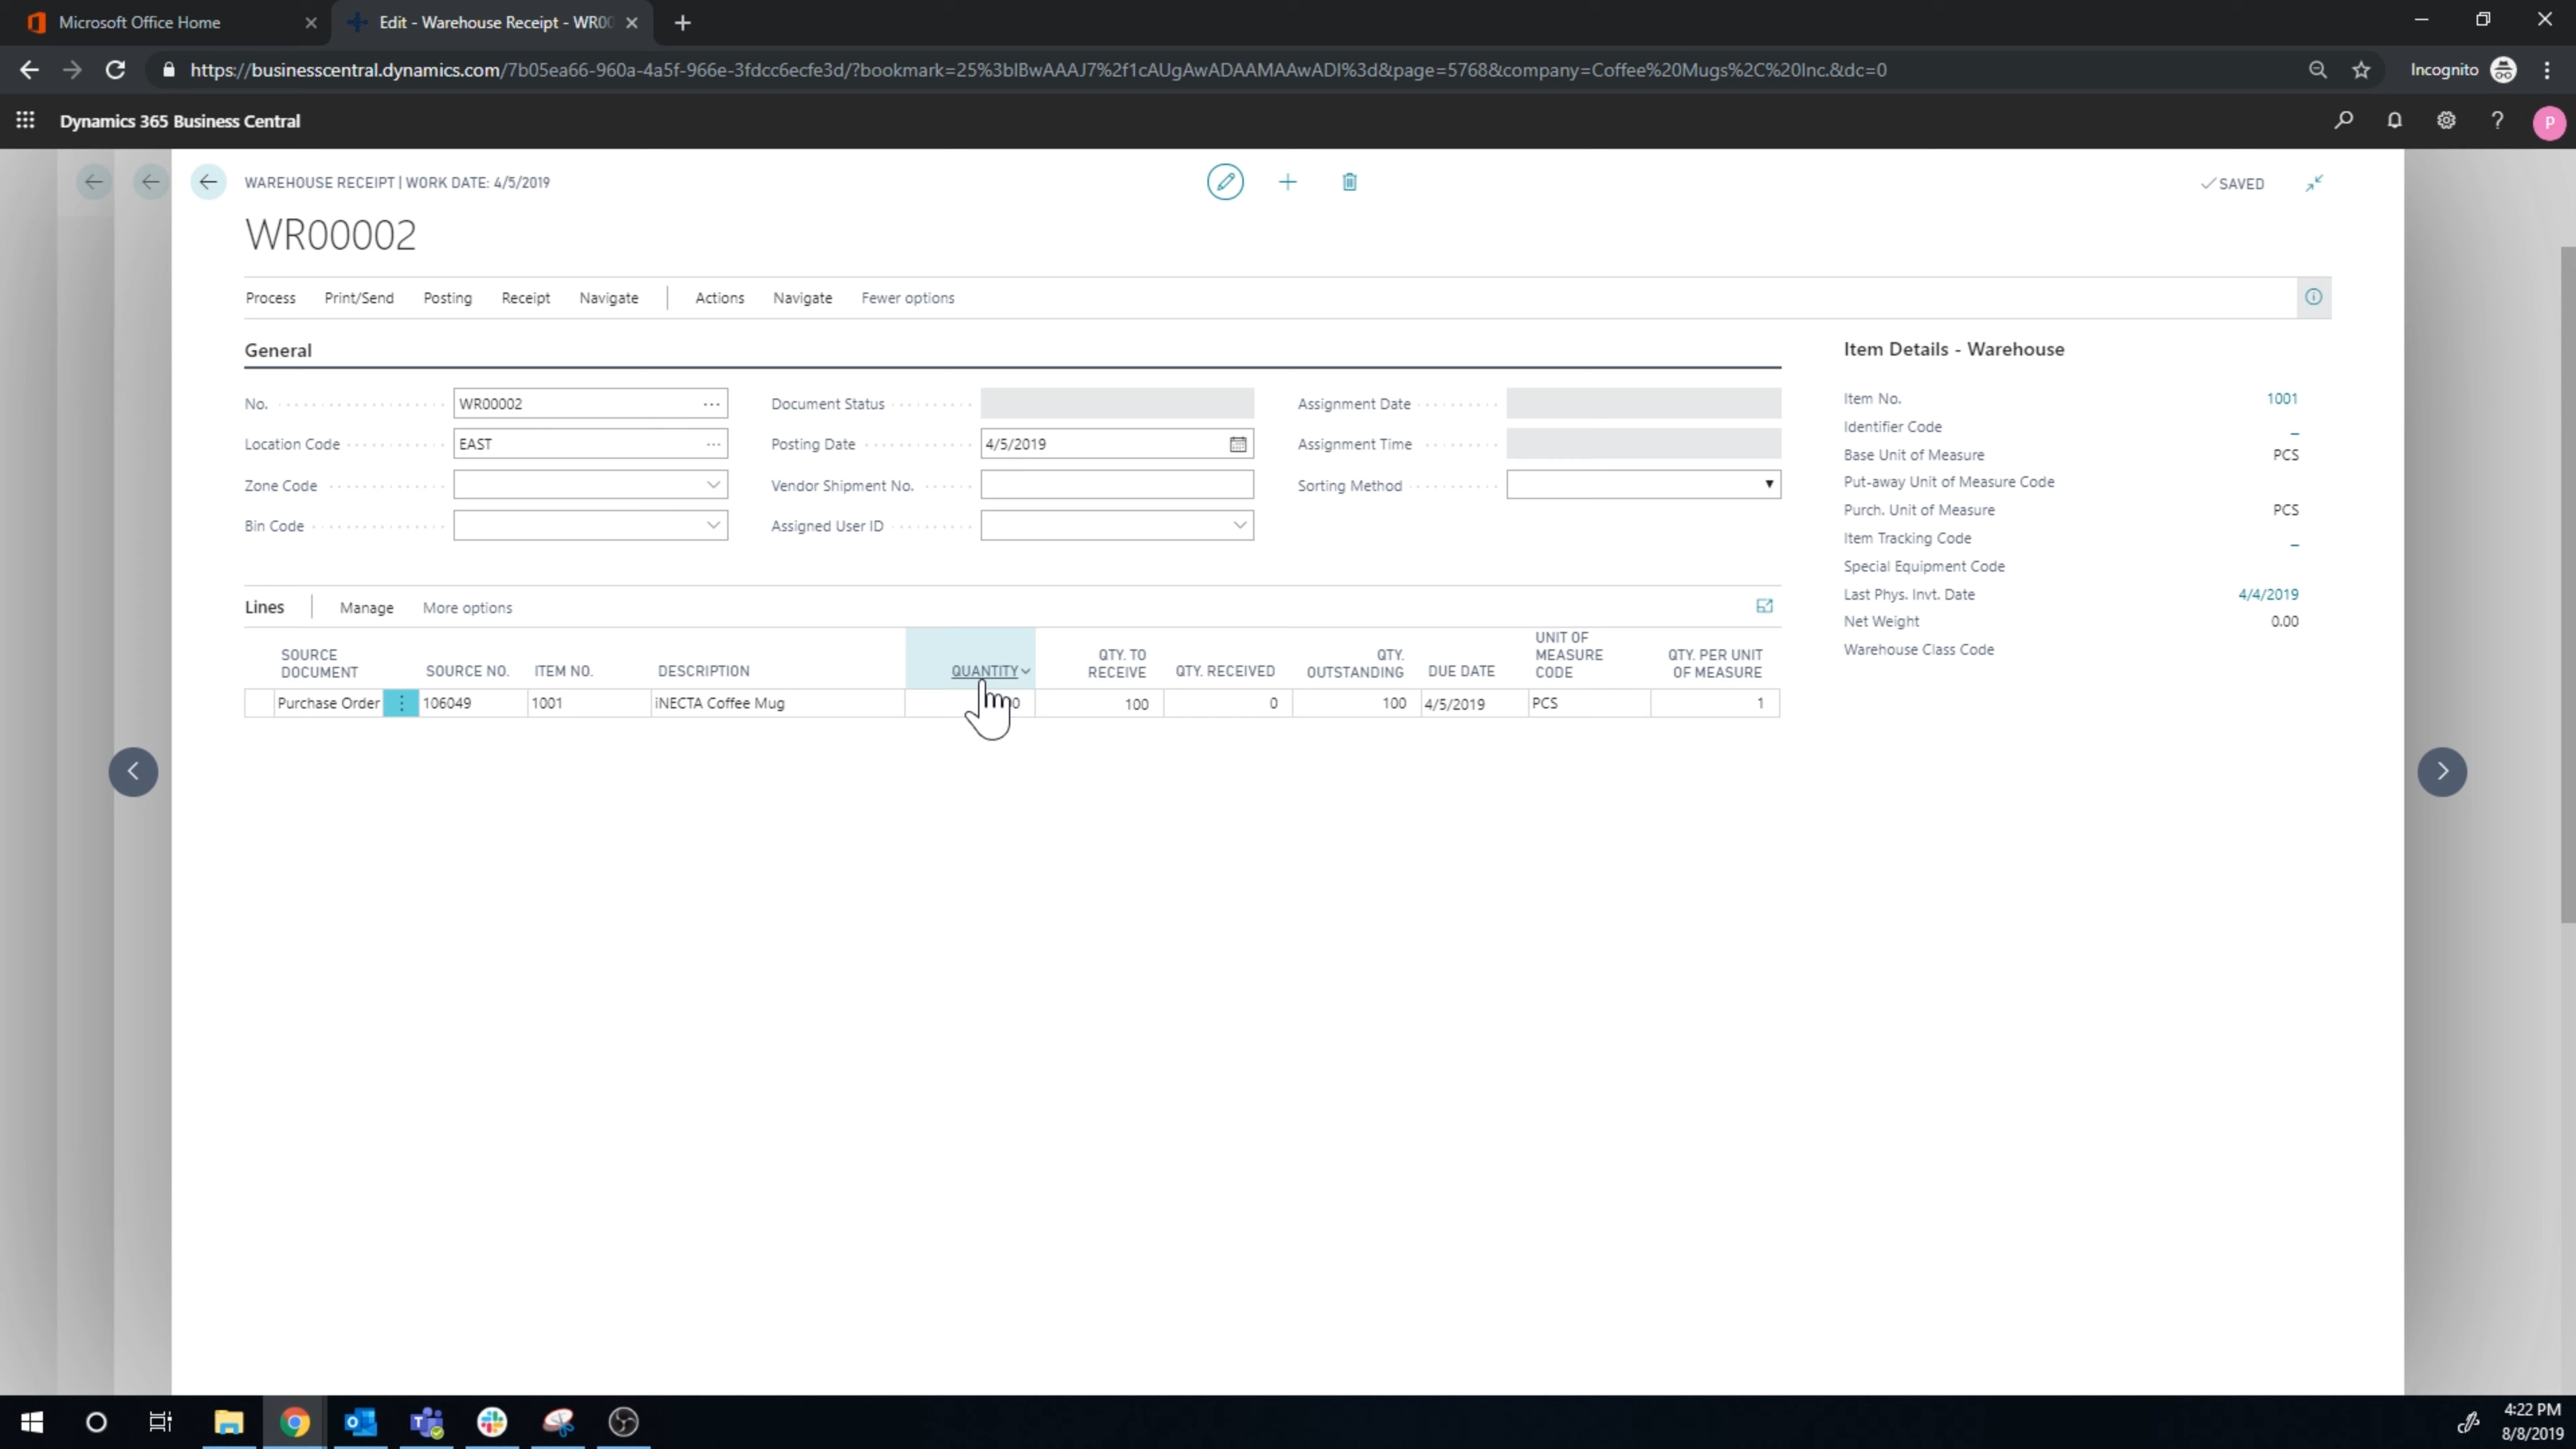 Microsoft Office Home
Edit - Warehouse Receipt - WR00
https://businesscentral.dynamics.com/7b05ea66-960a-4a5f-966e-3fdcc6ecfe3d/?bookmark=25%3bIBwAAAJ7%2f1cAUgAwADAAMAAwADI%3d&page=5768&company=Coffee%20Mugs%2C%20Inc.&dc=0
Incognito
Dynamics 365 Business Central
?
P
WAREHOUSE RECEIPT | WORK DATE: 4/5/2019
SAVED
WR00002
Process Print/Send Posting Receipt Navigate Actions Navigate Fewer options
General
No. WR00002
Location Code EAST
Zone Code
Bin Code
Document Status
Posting Date 4/5/2019
Vendor Shipment No.
Assigned User ID
Assignment Date
Assignment Time
Sorting Method
Lines Manage More options
SOURCE DOCUMENT SOURCE NO. ITEM NO. DESCRIPTION QUANTITY QTY. TO RECEIVE QTY. RECEIVED QTY. OUTSTANDING DUE DATE UNIT OF MEASURE CODE QTY. PER UNIT OF MEASURE
Purchase Order 106049 1001 iNECTA Coffee Mug 100 0 100 4/5/2019 PCS 1
Item Details - Warehouse
Item No. 1001
Identifier Code _
Base Unit of Measure PCS
Put-away Unit of Measure Code
Purch. Unit of Measure PCS
Item Tracking Code _
Special Equipment Code
Last Phys. Invt. Date 4/4/2019
Net Weight 0.00
Warehouse Class Code
4:22 PM
8/8/2019